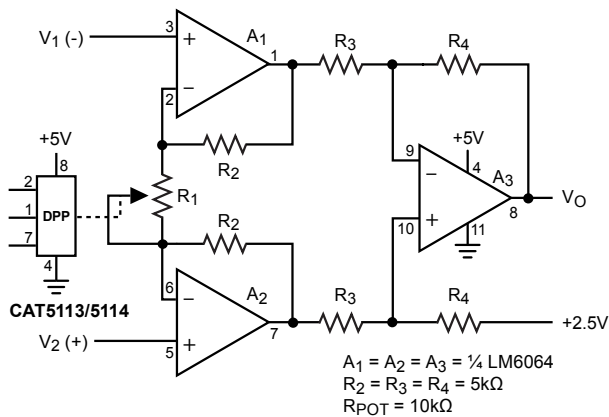 V1 (-)
3
+
A1
1
R3
R4
2
−
R2
+5V
+5V
8
9
4
2
−
A3
R1
1
DPP
8
VO
+
7
R2
10
11
4
6
−
A2
R3
R4
CAT5113/5114
7
+2.5V
V2 (+)
5
+
A1 = A2 = A3 = ¼ LM6064
R2 = R3 = R4 = 5kΩ
RPOT = 10kΩ